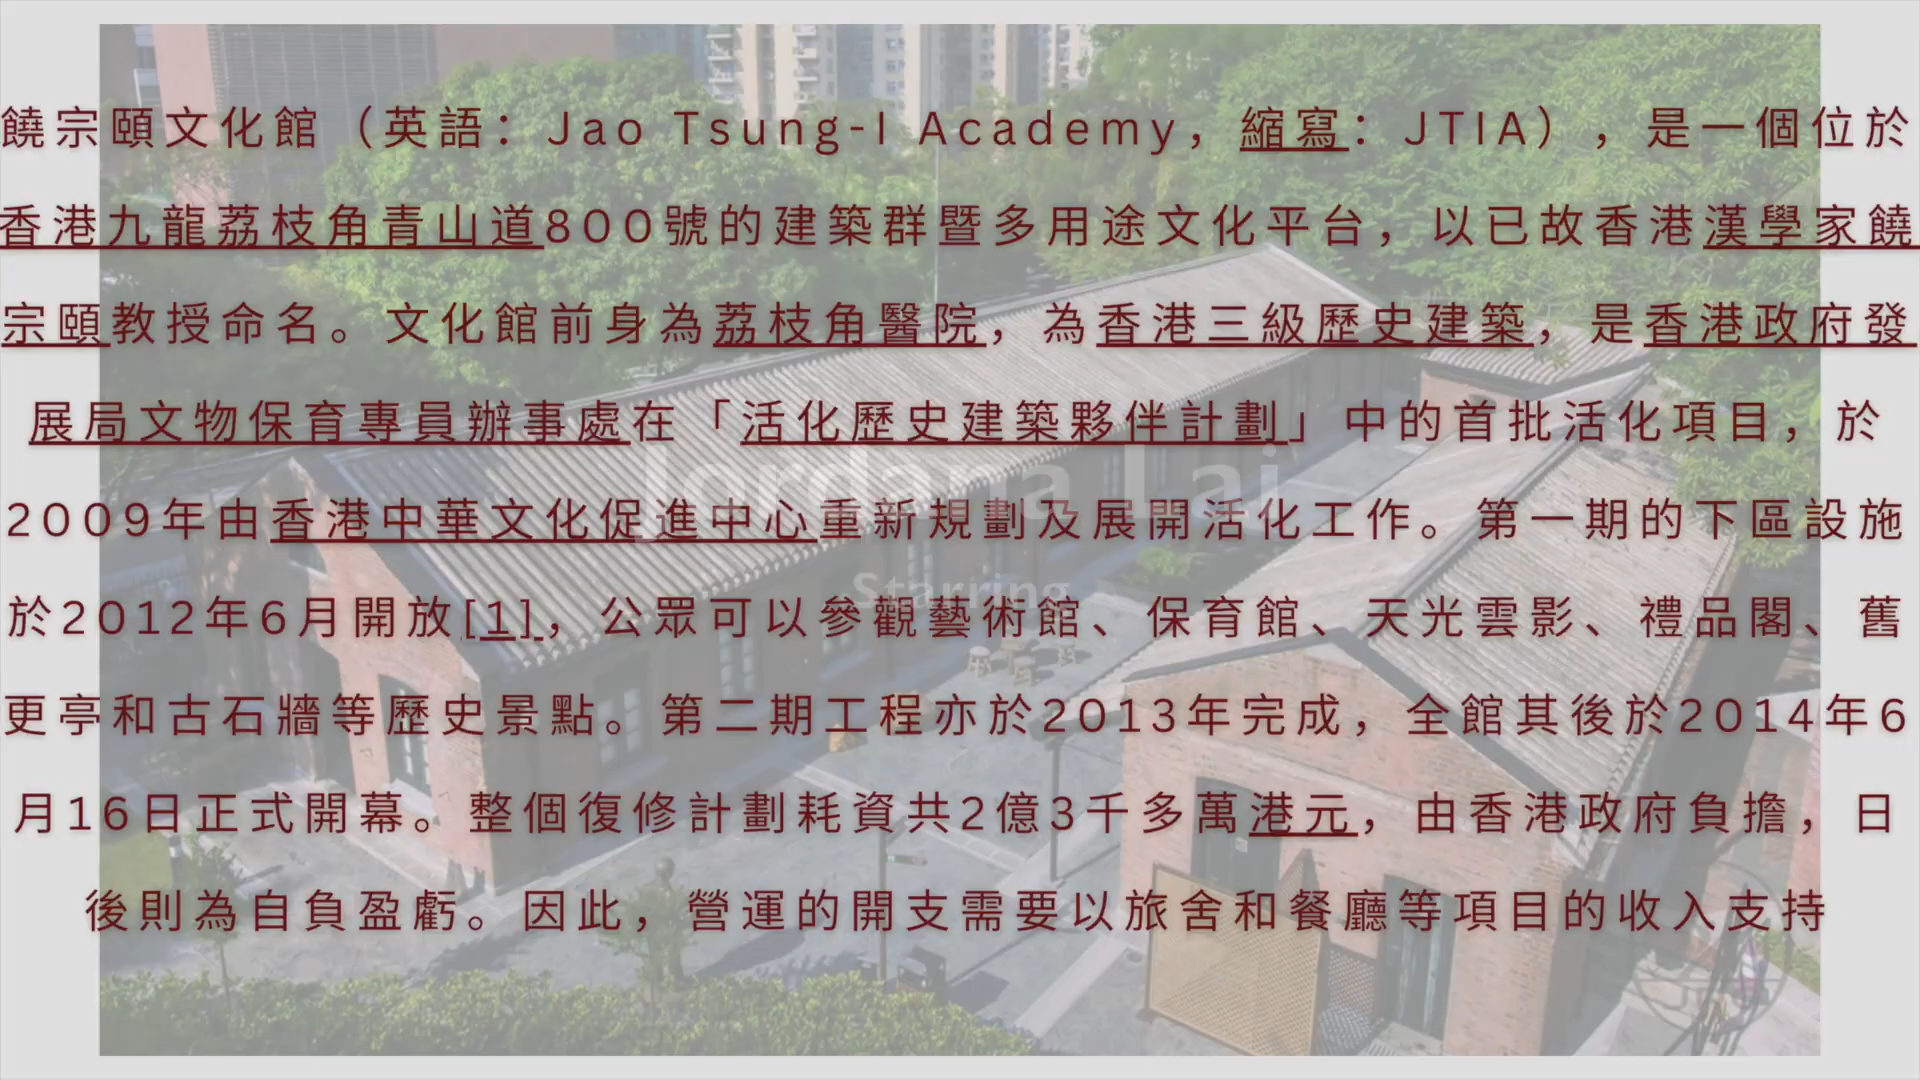 饒宗頤文化館（英語：Jao Tsung-I Academy，縮寫：JTIA），是一個位於
香港九龍荔枝角青山道800號的建築群暨多用途文化平台，以已故香港漢學家饒
宗頤教授命名。文化館前身為荔枝角醫院，為香港三級歷史建築，是香港政府發
展局文物保育專員辦事處在「活化歷史建築夥伴計劃」中的首批活化項目，於
Jordana Lai
2009年由香港中華文化促進中心重新規劃及展開活化工作。第一期的下區設施
Starring
於2012年6月開放[1]，公眾可以參觀藝術館、保育館、天光雲影、禮品閣、舊
更亭和古石牆等歷史景點。第二期工程亦於2013年完成，全館其後於2014年6
月16日正式開幕。整個復修計劃耗資共2億3千多萬港元，由香港政府負擔，日
後則為自負盈虧。因此，營運的開支需要以旅舍和餐廳等項目的收入支持